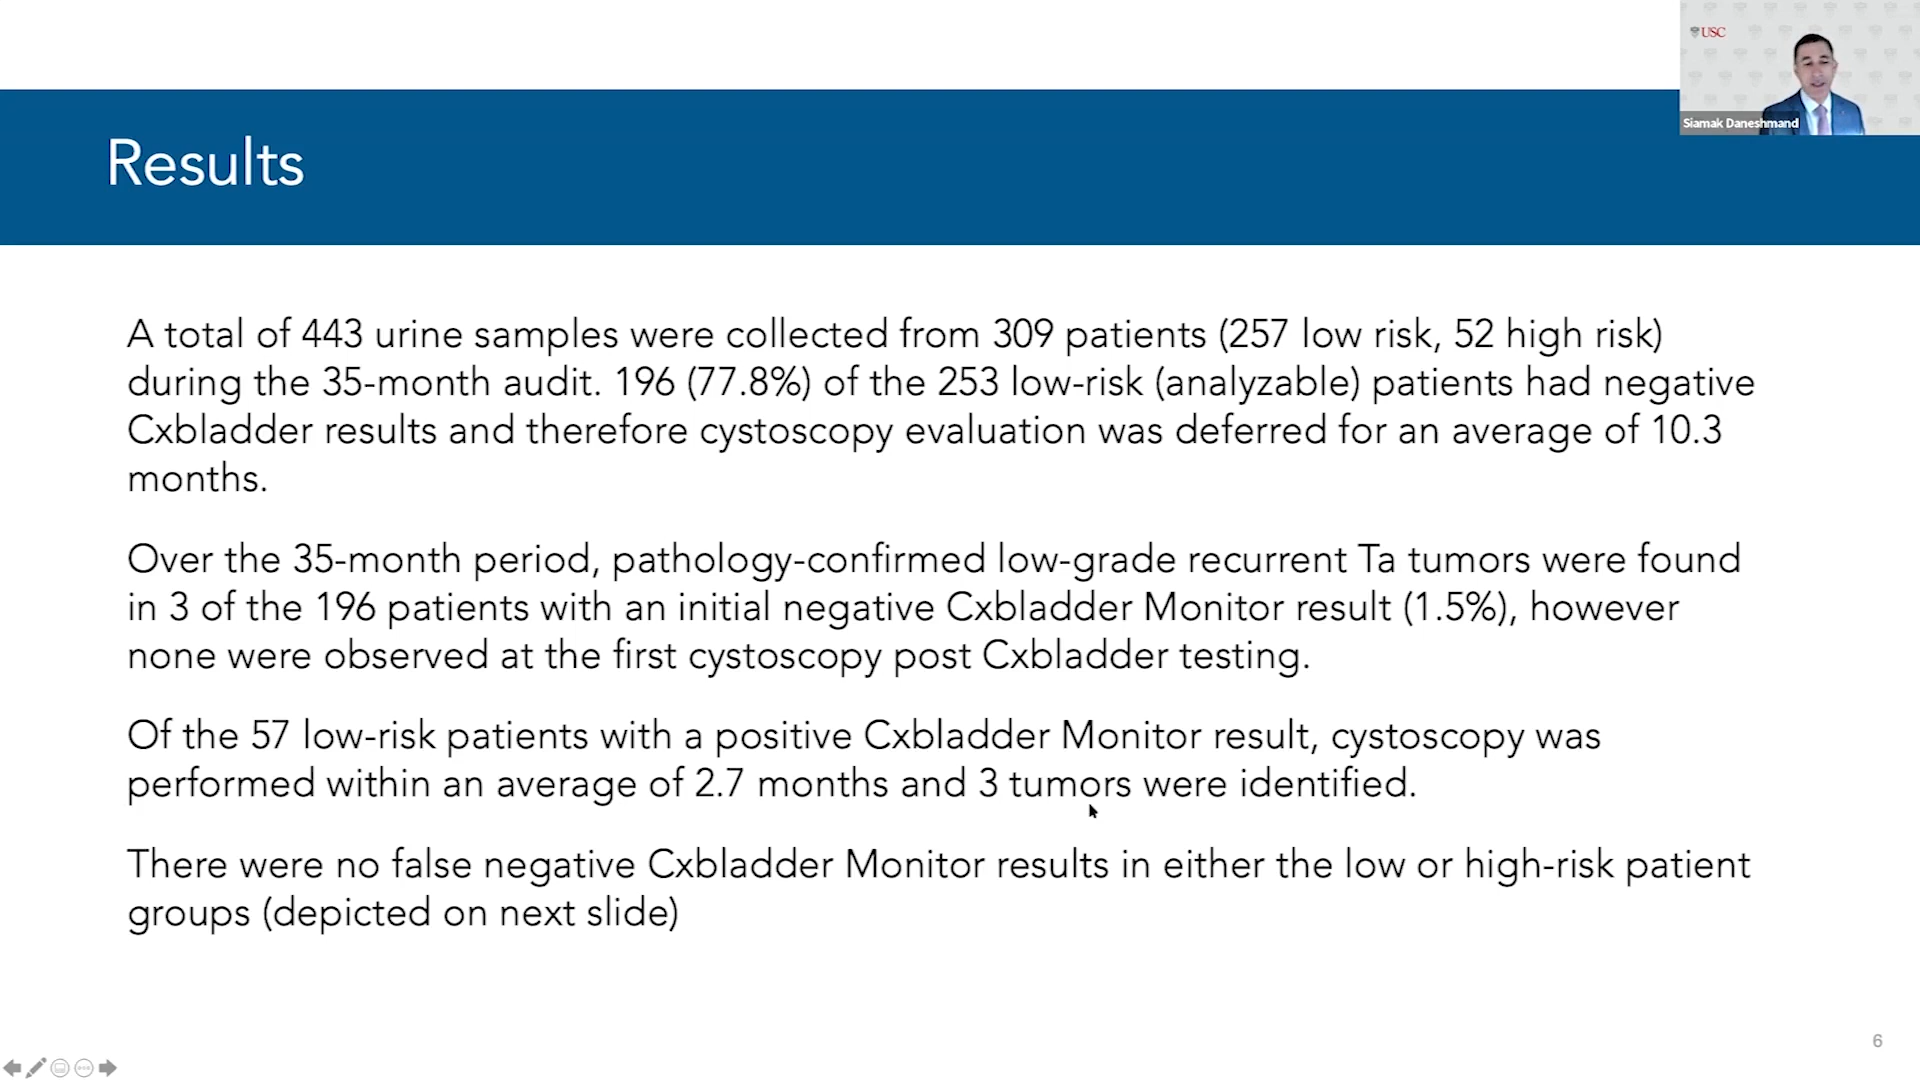 USC
Siamak Daneshmand
Results
A total of 443 urine samples were collected from 309 patients (257 low risk, 52 high risk)
during the 35-month audit. 196 (77.8%) of the 253 low-risk (analyzable) patients had negative
Cxbladder results and therefore cystoscopy evaluation was deferred for an average of 10.3
months.
Over the 35-month period, pathology-confirmed low-grade recurrent Ta tumors were found
in 3 of the 196 patients with an initial negative Cxbladder Monitor result (1.5%), however
none were observed at the first cystoscopy post Cxbladder testing.
Of the 57 low-risk patients with a positive Cxbladder Monitor result, cystoscopy was
performed within an average of 2.7 months and 3 tumors were identified.
There were no false negative Cxbladder Monitor results in either the low or high-risk patient
groups (depicted on next slide)
6